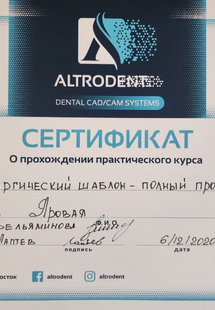 ALTRODENT
DENTAL CAD/CAM SYSTEMS
СЕРТИФИКАТ
О прохождении практического курса
ргический шаблон - полный про
Яровая
ельяминова Ф.И.О.
Лаптев 6/12/2020
подпись дата
осток altrodent altrodent